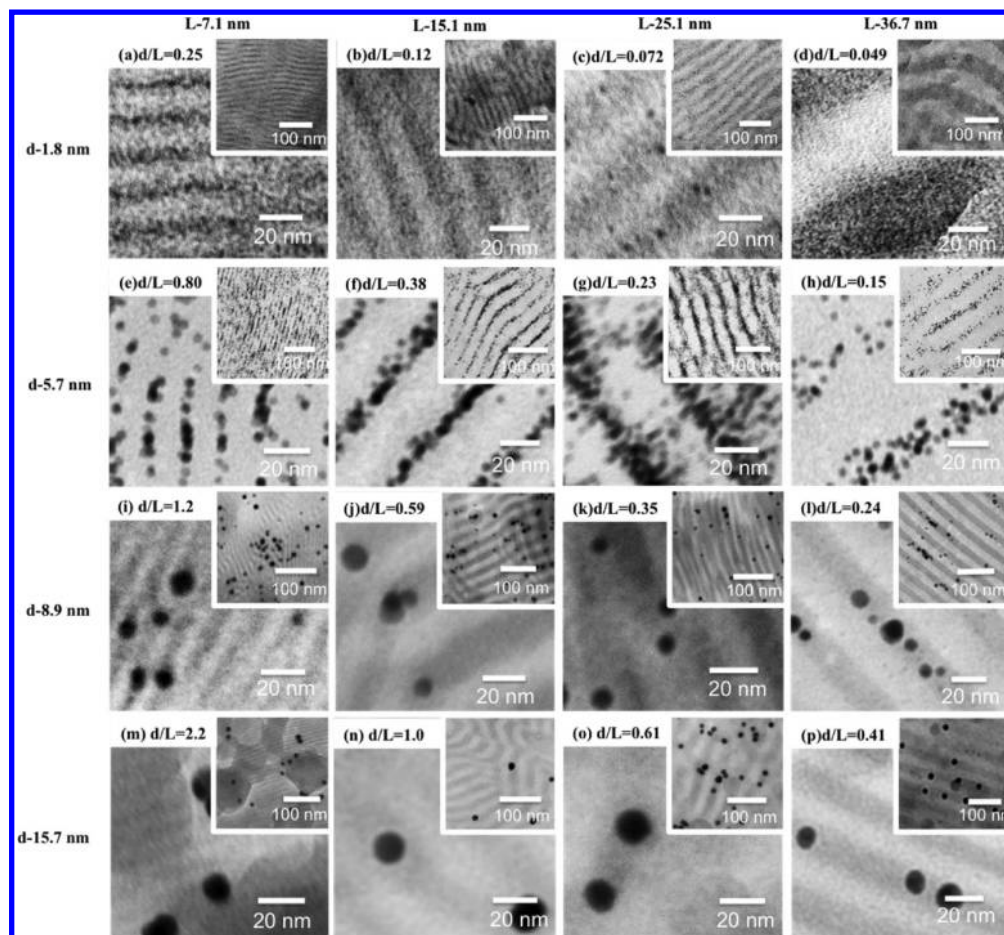 L-7.1 nm L-15.1 nm L-25.1 nm L-36.7 nm
(a)d/L=0.25 (b)d/L=0.12 (c)d/L=0.072 (d)d/L=0.049
100 nm 100 nm 100 nm 100 nm
d-1.8 nm
20 nm 20 nm 20 nm 20 nm
(e)d/L=0.80 (f)d/L=0.38 (g)d/L=0.23 (h)d/L=0.15
100 nm 100 nm 100 nm 100 nm
d-5.7 nm
20 nm 20 nm 20 nm 20 nm
(i) d/L=1.2 (j)d/L=0.59 (k)d/L=0.35 (l)d/L=0.24
100 nm 100 nm 100 nm 100 nm
d-8.9 nm
20 nm 20 nm 20 nm 20 nm
(m) d/L=2.2 (n) d/L=1.0 (o) d/L=0.61 (p)d/L=0.41
100 nm 100 nm 100 nm 100 nm
d-15.7 nm
20 nm 20 nm 20 nm 20 nm